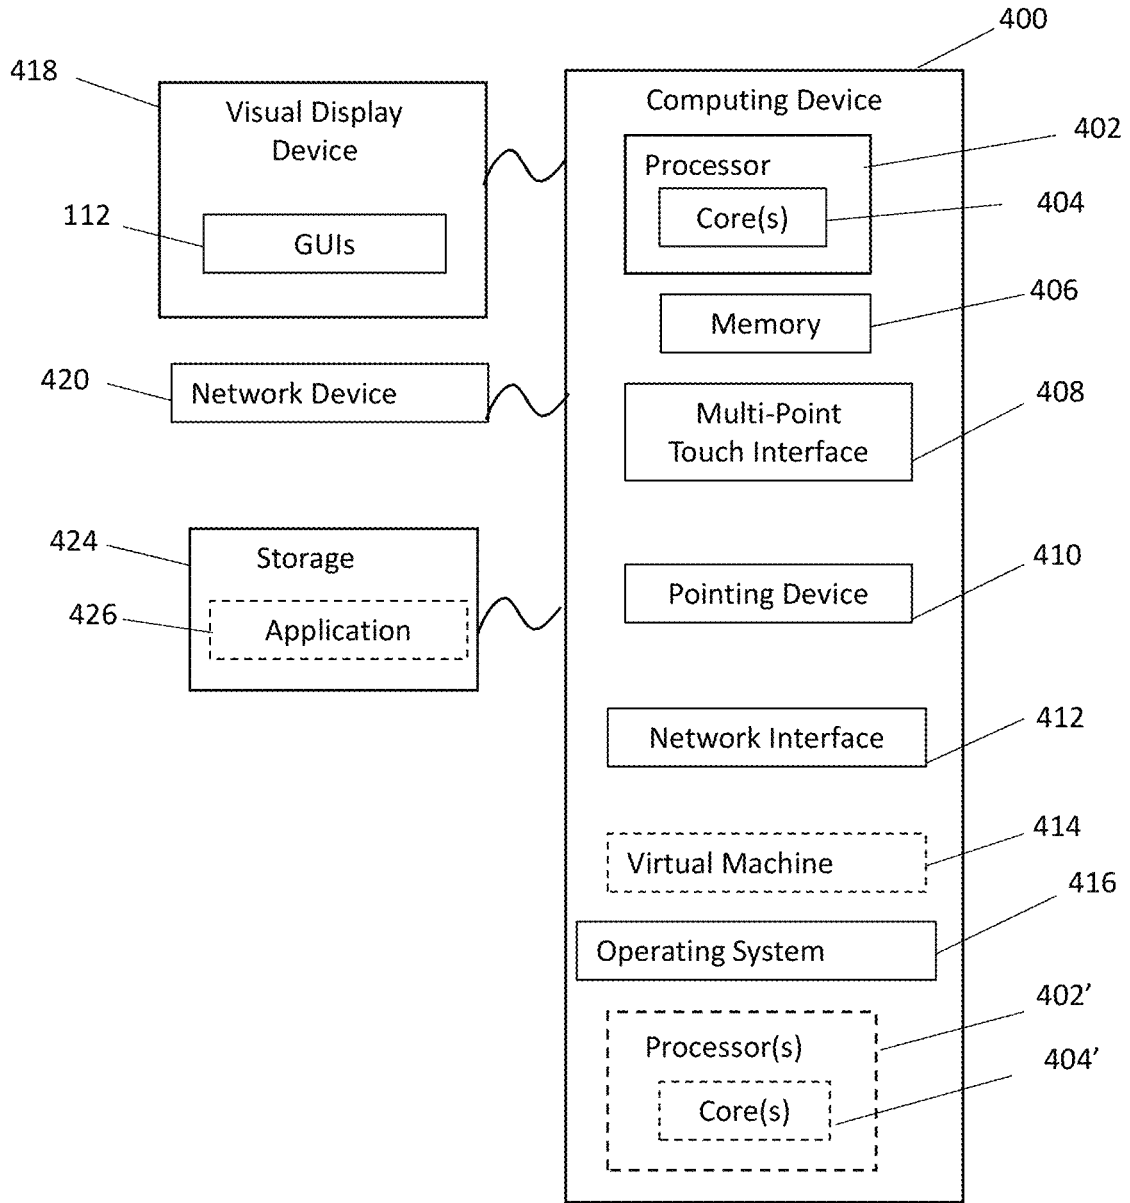 400
418
Visual Display
Device
112
GUIs
Computing Device
402
Processor
404
Core(s)
406
Memory
420
Network Device
408
Multi-Point
Touch Interface
424
Storage
426
Application
410
Pointing Device
412
Network Interface
414
Virtual Machine
416
Operating System
402’
Processor(s)
404’
Core(s)